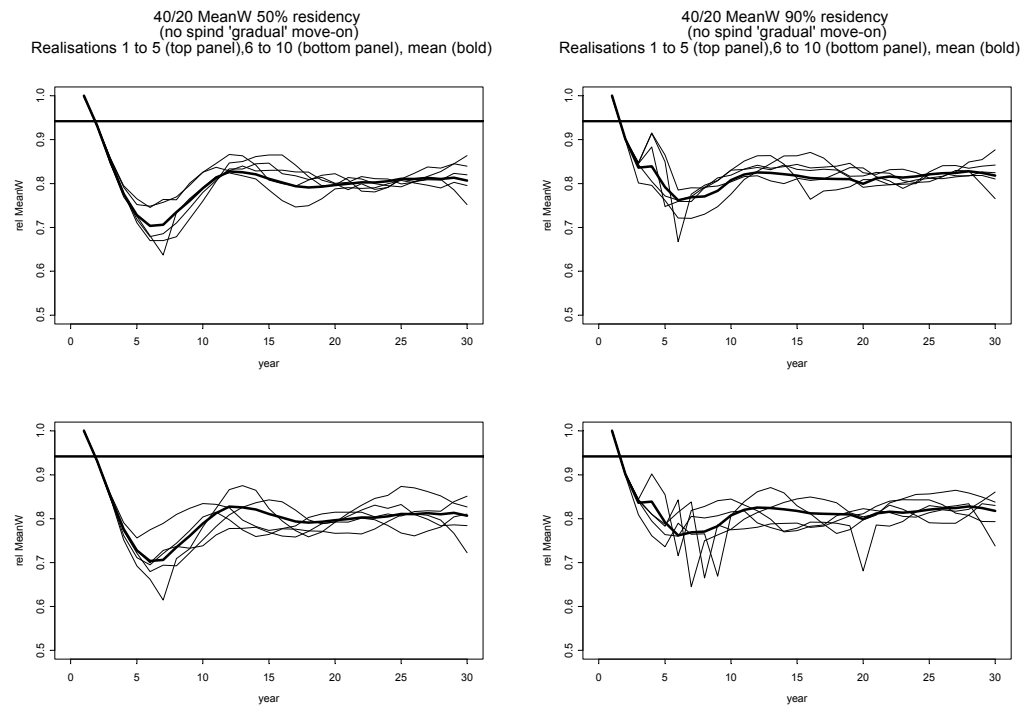 40/20 MeanW 50% residency
(no spind 'gradual' move-on)
Realisations 1 to 5 (top panel),6 to 10 (bottom panel), mean (bold)
rel MeanW
1.0
0.9
0.8
0.7
0.6
0.5
0 5 10 15 20 25 30
year
40/20 MeanW 90% residency
(no spind 'gradual' move-on)
Realisations 1 to 5 (top panel),6 to 10 (bottom panel), mean (bold)
rel MeanW
1.0
0.9
0.8
0.7
0.6
0.5
0 5 10 15 20 25 30
year
rel MeanW
1.0
0.9
0.8
0.7
0.6
0.5
0 5 10 15 20 25 30
year
rel MeanW
1.0
0.9
0.8
0.7
0.6
0.5
0 5 10 15 20 25 30
year